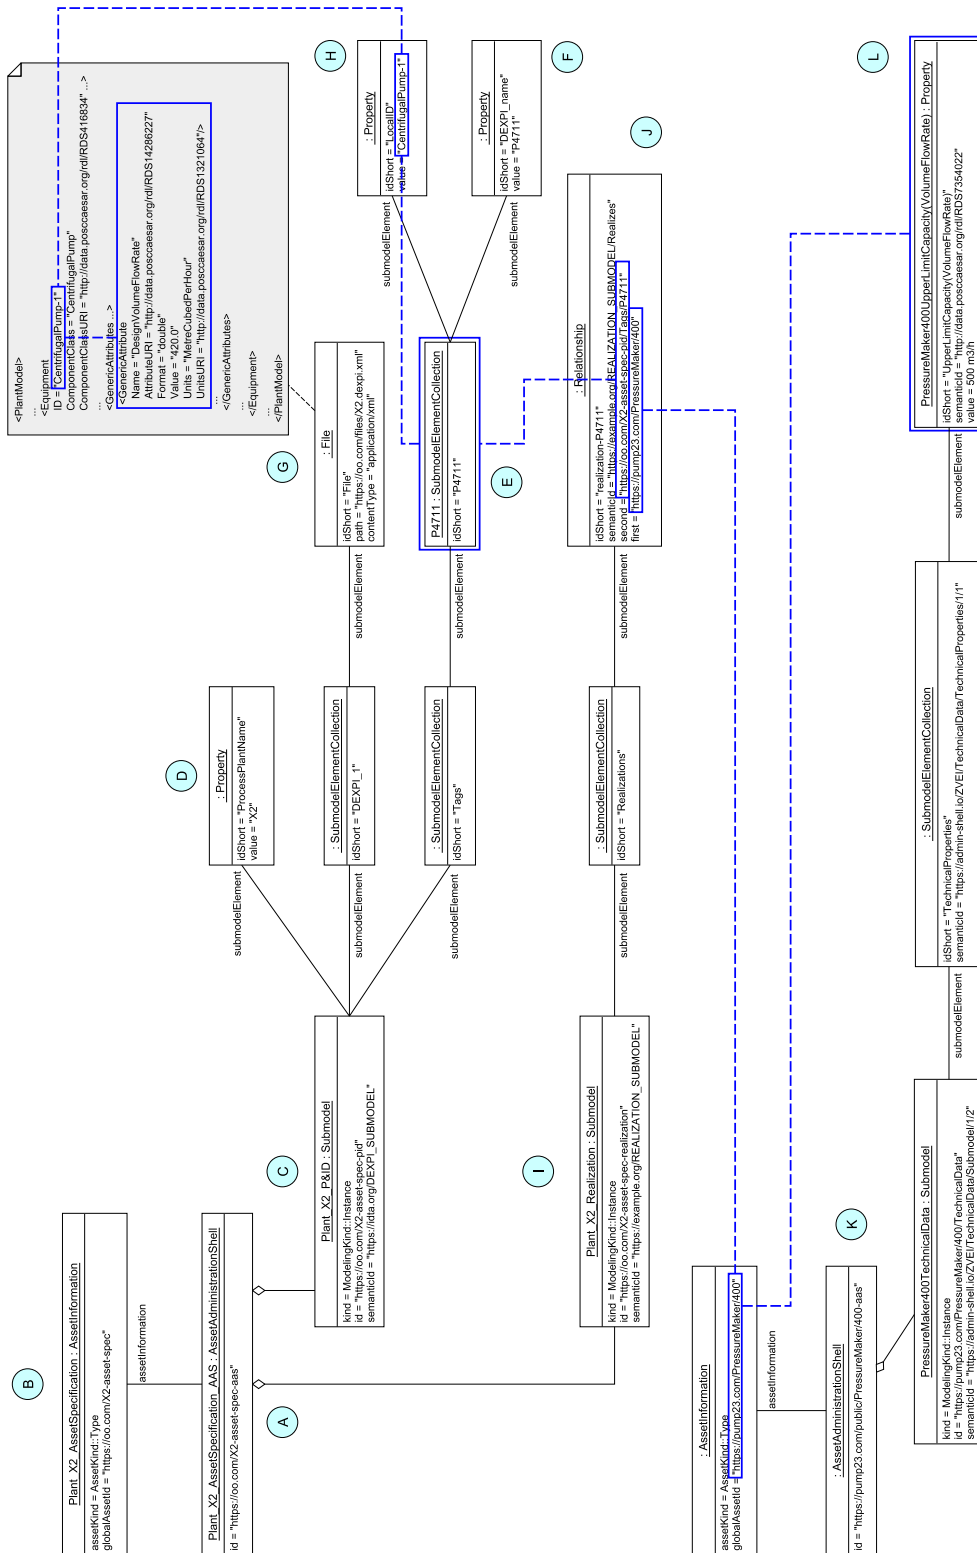 B
Plant_X2_AssetSpecification : AssetInformation
assetKind = AssetKind::Type
globalAssetId = "https://oo.com/X2-asset-spec"
assetInformation
Plant_X2_AssetSpecification_AAS : AssetAdministrationShell
id = "https://oo.com/X2-asset-spec-aas"
A
C
Plant_X2_P&ID : Submodel
kind = ModelingKind::Instance
id = "https://oo.com/X2-asset-spec-pid"
semanticId = "https://idta.org/DEXPI_SUBMODEL"
D
: Property
idShort = "ProcessPlantName"
value = "X2"
submodelElement
: SubmodelElementCollection
idShort = "DEXPI_1"
submodelElement
: SubmodelElementCollection
idShort = "Tags"
submodelElement
G
: File
idShort = "File"
path = "https://oo.com/files/X2.dexpi.xml"
contentType = "application/xml"
submodelElement
<PlantModel>
...
<Equipment
ID = "CentrifugalPump-1"
ComponentClass = "CentrifugalPump"
ComponentClassURI = "http://data.posccaesar.org/rdl/RDS416834" ...>
...
<GenericAttributes ...>
<GenericAttribute
Name = "DesignVolumeFlowRate"
AttributeURI = "http://data.posccaesar.org/rdl/RDS14286227"
Format = "double"
Value = "420.0"
Units = "MetreCubedPerHour"
UnitsURI = "http://data.posccaesar.org/rdl/RDS1321064"/>
...
</GenericAttributes>
...
</Equipment>
...
</PlantModel>
E
P4711 : SubmodelElementCollection
idShort = "P4711"
submodelElement
H
: Property
idShort = "LocalID"
value = "CentrifugalPump-1"
submodelElement
F
: Property
idShort = "DEXPI_name"
value = "P4711"
submodelElement
I
Plant_X2_Realization : Submodel
kind = ModelingKind::Instance
id = "https://oo.com/X2-asset-spec-realization"
semanticId = "https://example.org/REALIZATION_SUBMODEL"
submodelElement
: SubmodelElementCollection
idShort = "Realizations"
submodelElement
J
: Relationship
idShort = "realization-P4711"
semanticId = "https://example.org/REALIZATION_SUBMODEL/Realizes"
second = "https://oo.com/X2-asset-spec-pid/Tags/P4711"
first = "https://pump23.com/PressureMaker/400"
: AssetInformation
assetKind = AssetKind::Type
globalAssetId = "https://pump23.com/PressureMaker/400"
assetInformation
: AssetAdministrationShell
id = "https://pump23.com/public/PressureMaker/400-aas"
K
PressureMaker400TechnicalData : Submodel
kind = ModelingKind::Instance
id = "https://pump23.com/PressureMaker/400/TechnicalData"
semanticId = "https://admin-shell.io/ZVEI/TechnicalData/Submodel/1/2"
submodelElement
: SubmodelElementCollection
idShort = "TechnicalProperties"
semanticId = "https://admin-shell.io/ZVEI/TechnicalData/TechnicalProperties/1/1"
submodelElement
L
PressureMaker400UpperLimitCapacity(VolumeFlowRate) : Property
idShort = "UpperLimitCapacity(VolumeFlowRate)"
semanticId = "http://data.posccaesar.org/rdl/RDS7354022"
value = 500 m3/h